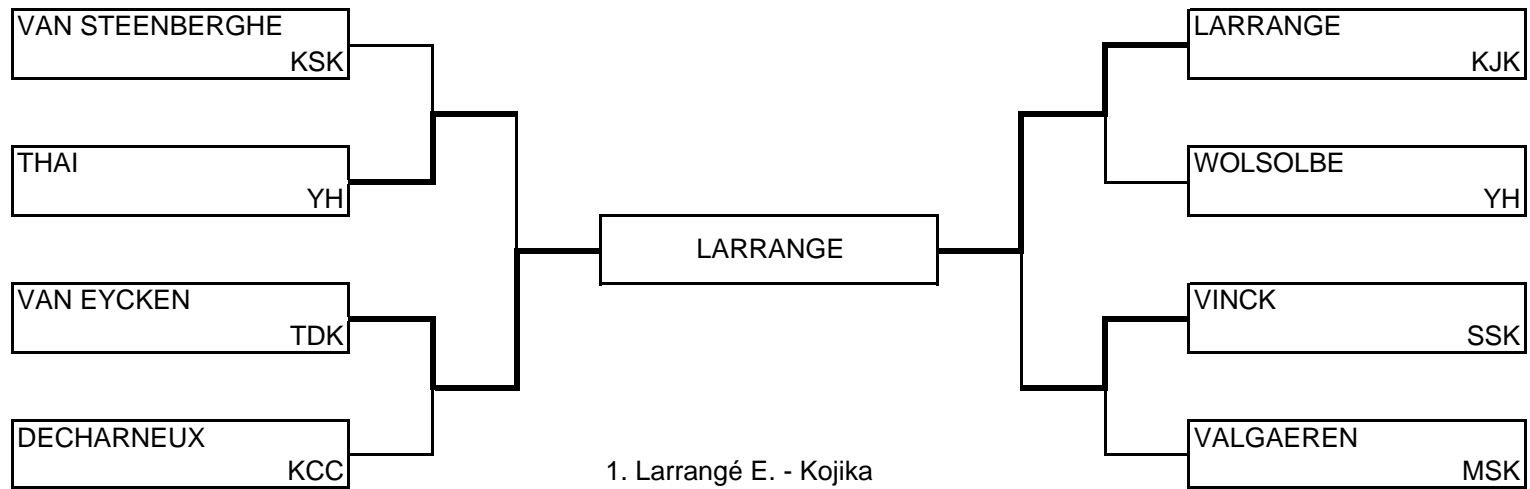 VAN STEENBERGHE
KSK
THAI
YH
VAN EYCKEN
TDK
DECHARNEUX
KCC
LARRANGE
1. Larrangé E. - Kojika
LARRANGE
KJK
WOLSOLBE
YH
VINCK
SSK
VALGAEREN
MSK